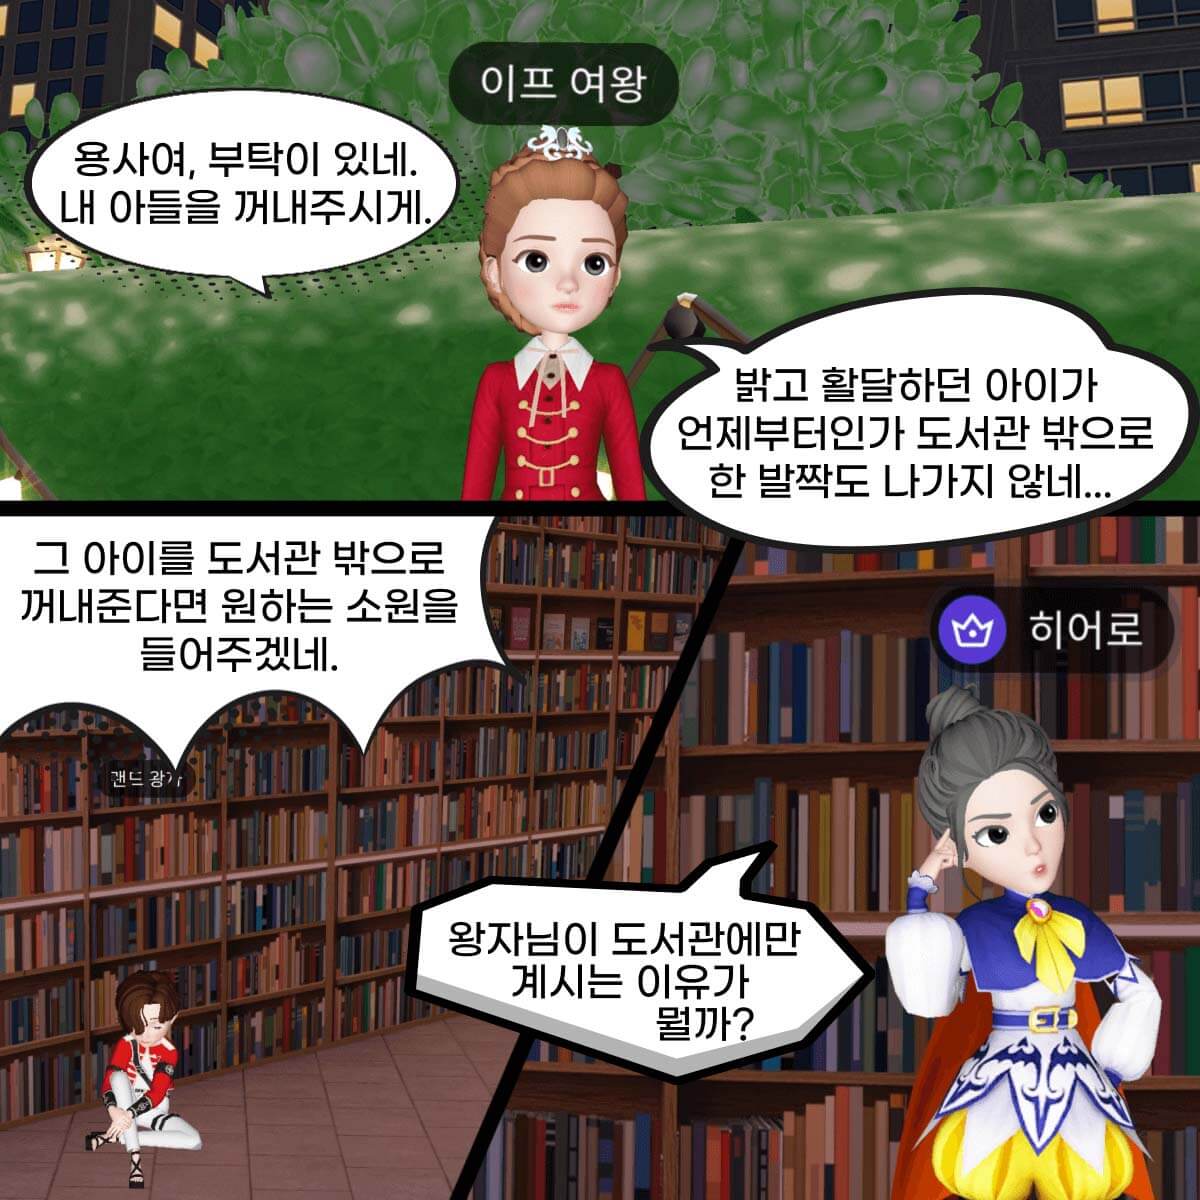 이프 여왕
용사여, 부탁이 있네.
내 아들을 꺼내주시게.
밝고 활달하던 아이가
언제부터인가 도서관 밖으로
한 발짝도 나가지 않네...
그 아이를 도서관 밖으로
꺼내준다면 원하는 소원을
들어주겠네.
히어로
왕자님이 도서관에만
계시는 이유가
뭘까?